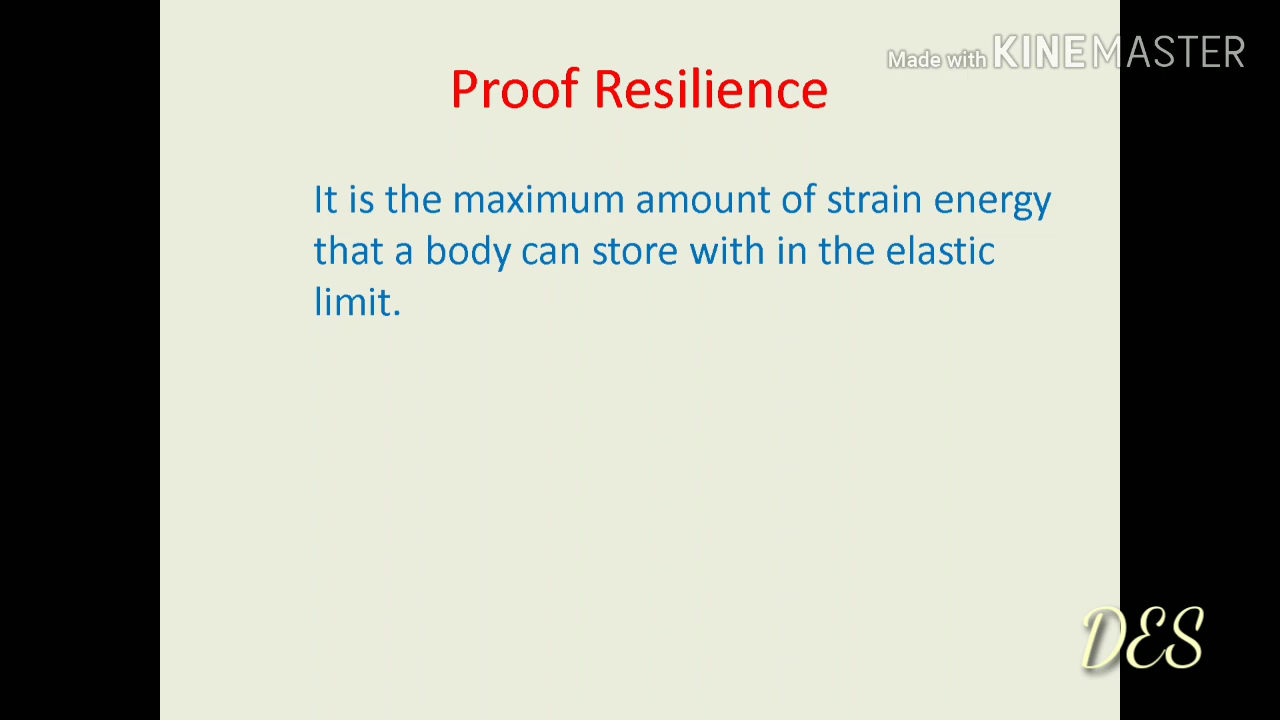 Made with KINEMASTER
Proof Resilience
It is the maximum amount of strain energy
that a body can store with in the elastic
limit.
DES